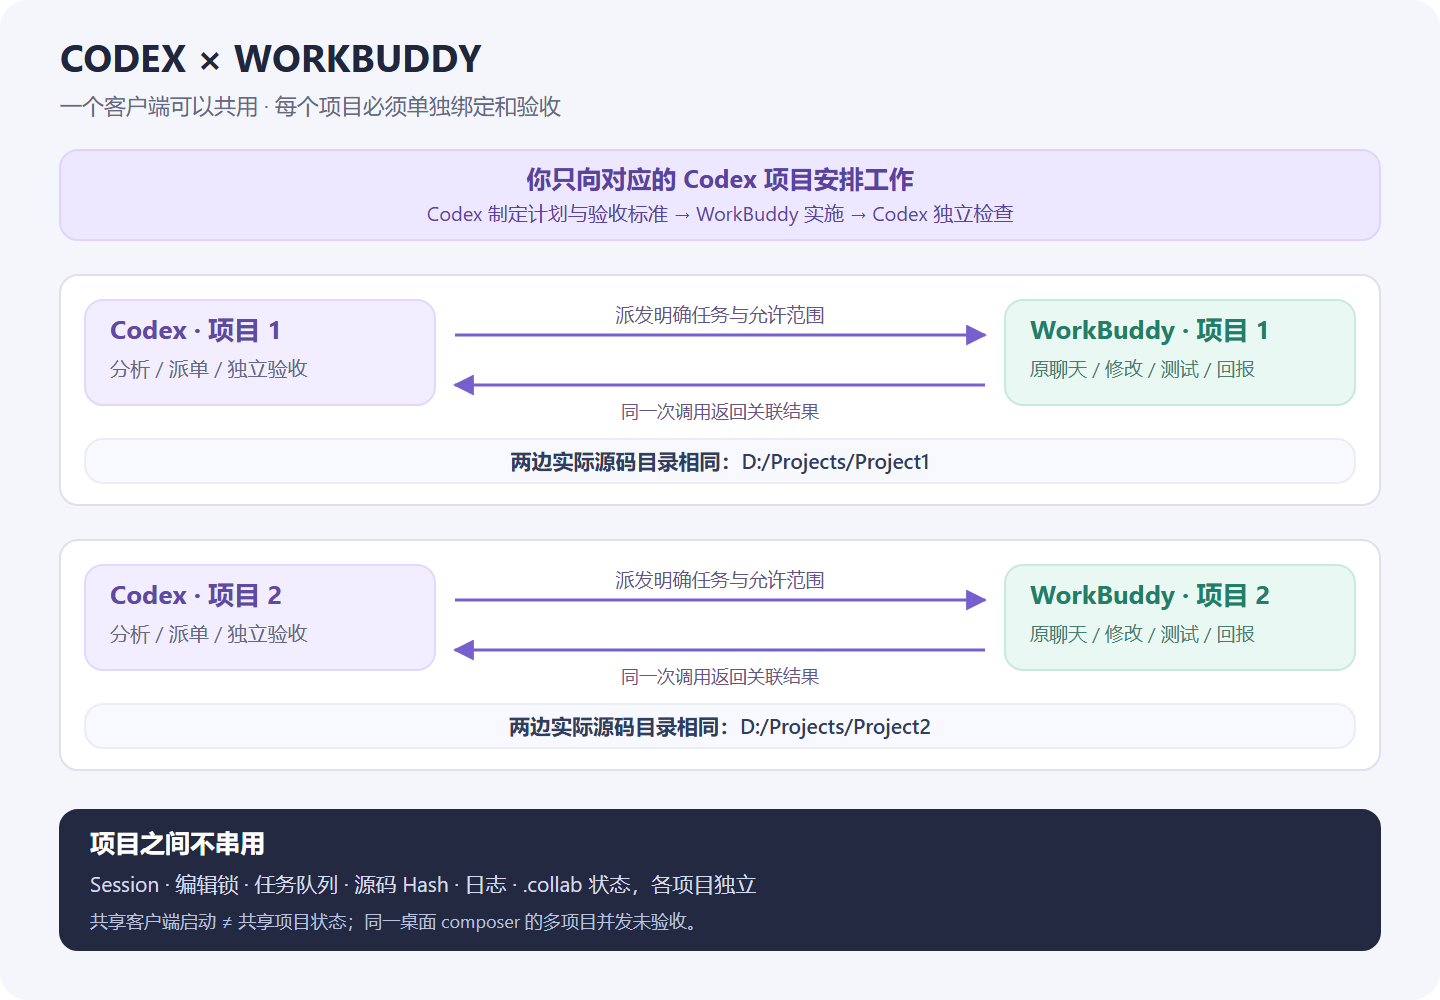 CODEX × WORKBUDDY
一个客户端可以共用 · 每个项目必须单独绑定和验收
你只向对应的 Codex 项目安排工作
Codex 制定计划与验收标准 → WorkBuddy 实施 → Codex 独立检查
Codex · 项目 1
分析 / 派单 / 独立验收
派发明确任务与允许范围
同一次调用返回关联结果
WorkBuddy · 项目 1
原聊天 / 修改 / 测试 / 回报
两边实际源码目录相同：D:/Projects/Project1
Codex · 项目 2
分析 / 派单 / 独立验收
派发明确任务与允许范围
同一次调用返回关联结果
WorkBuddy · 项目 2
原聊天 / 修改 / 测试 / 回报
两边实际源码目录相同：D:/Projects/Project2
项目之间不串用
Session · 编辑锁 · 任务队列 · 源码 Hash · 日志 · .collab 状态，各项目独立
共享客户端启动 ≠ 共享项目状态；同一桌面 composer 的多项目并发未验收。